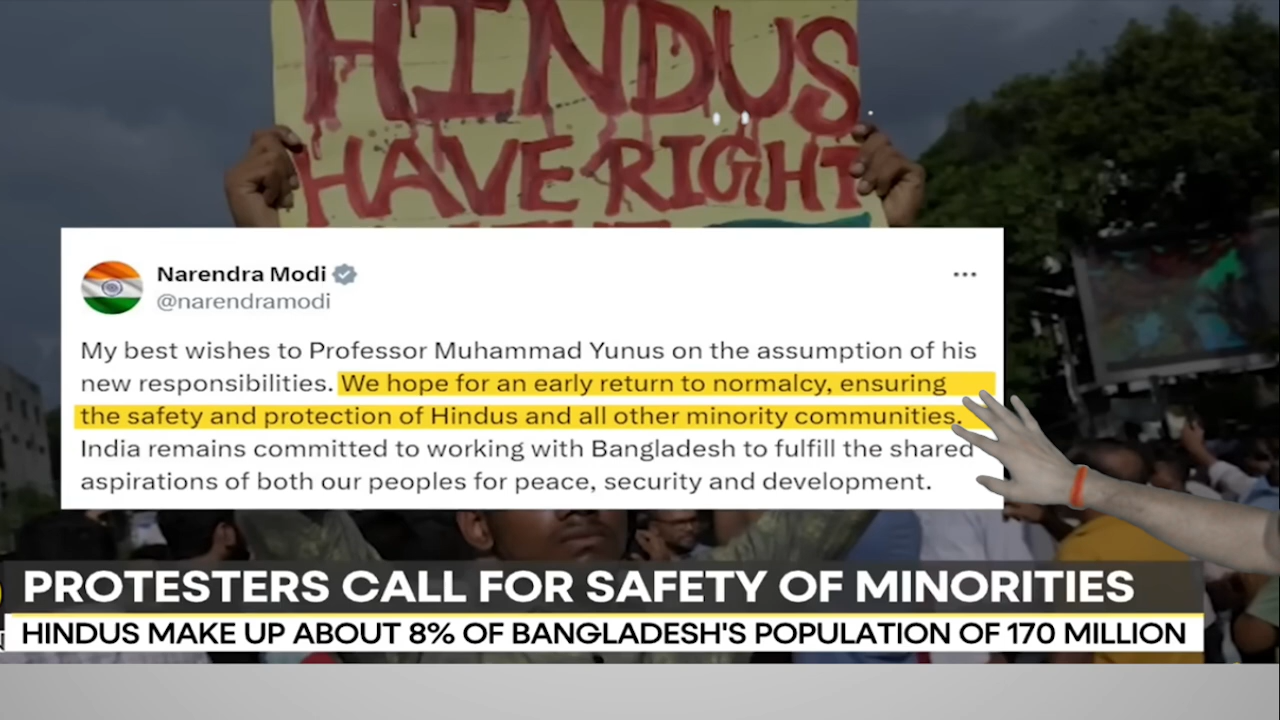 HINDUS
HAVE RIGHT
Narendra Modi
@narendramodi
My best wishes to Professor Muhammad Yunus on the assumption of his
new responsibilities. We hope for an early return to normalcy, ensuring
the safety and protection of Hindus and all other minority communities.
India remains committed to working with Bangladesh to fulfill the shared
aspirations of both our peoples for peace, security and development.
PROTESTERS CALL FOR SAFETY OF MINORITIES
HINDUS MAKE UP ABOUT 8% OF BANGLADESH'S POPULATION OF 170 MILLION